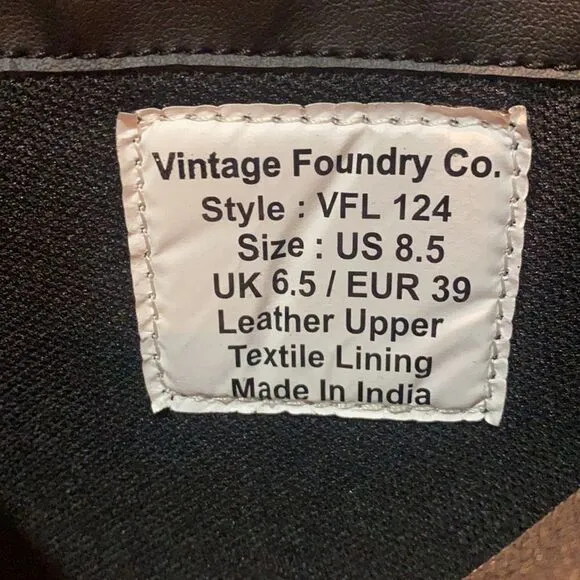 Vintage Foundry Co.
Style : VFL 124
Size : US 8.5
UK 6.5 / EUR 39
Leather Upper
Textile Lining
Made In India